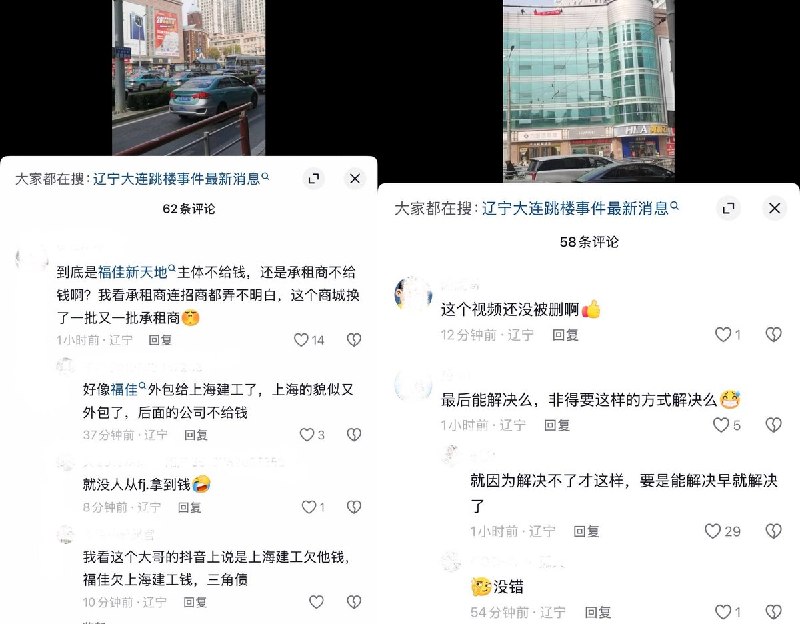 大家都在搜：辽宁大连跳楼事件最新消息
62条评论
到底是福佳新天地主体不给钱，还是承租商不给
钱啊？我看承租商连招商都弄不明白，这个商城换
了一批又一批承租商
1小时前·辽宁 回复
14
好像福佳外包给上海建工了，上海的貌似又
外包了，后面的公司不给钱
37分钟前·辽宁 回复
3
就没人从fj.拿到钱
8分钟前·辽宁 回复
1
我看这个大哥的抖音上说是上海建工欠他钱，
福佳欠上海建工钱，三角债
10分钟前·辽宁 回复
HLA
大家都在搜：辽宁大连跳楼事件最新消息
58条评论
这个视频还没被删啊👍
12分钟前·辽宁 回复
1
最后能解决么，非得要这样的方式解决么😅
1小时前·辽宁 回复
5
就因为解决不了才这样，要是能解决早就解决
了
1小时前·辽宁 回复
29
🤔没错
54分钟前·辽宁 回复
1